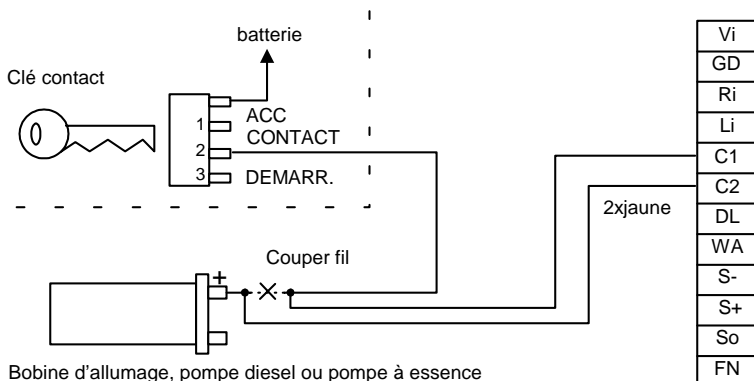 batterie
Clé contact
ACC
1
CONTACT
2
3
DEMARR.
2xjaune
Couper fil
+
Bobine d'allumage, pompe diesel ou pompe à essence
Vi
GD
Ri
Li
C1
C2
DL
WA
S-
S+
So
FN